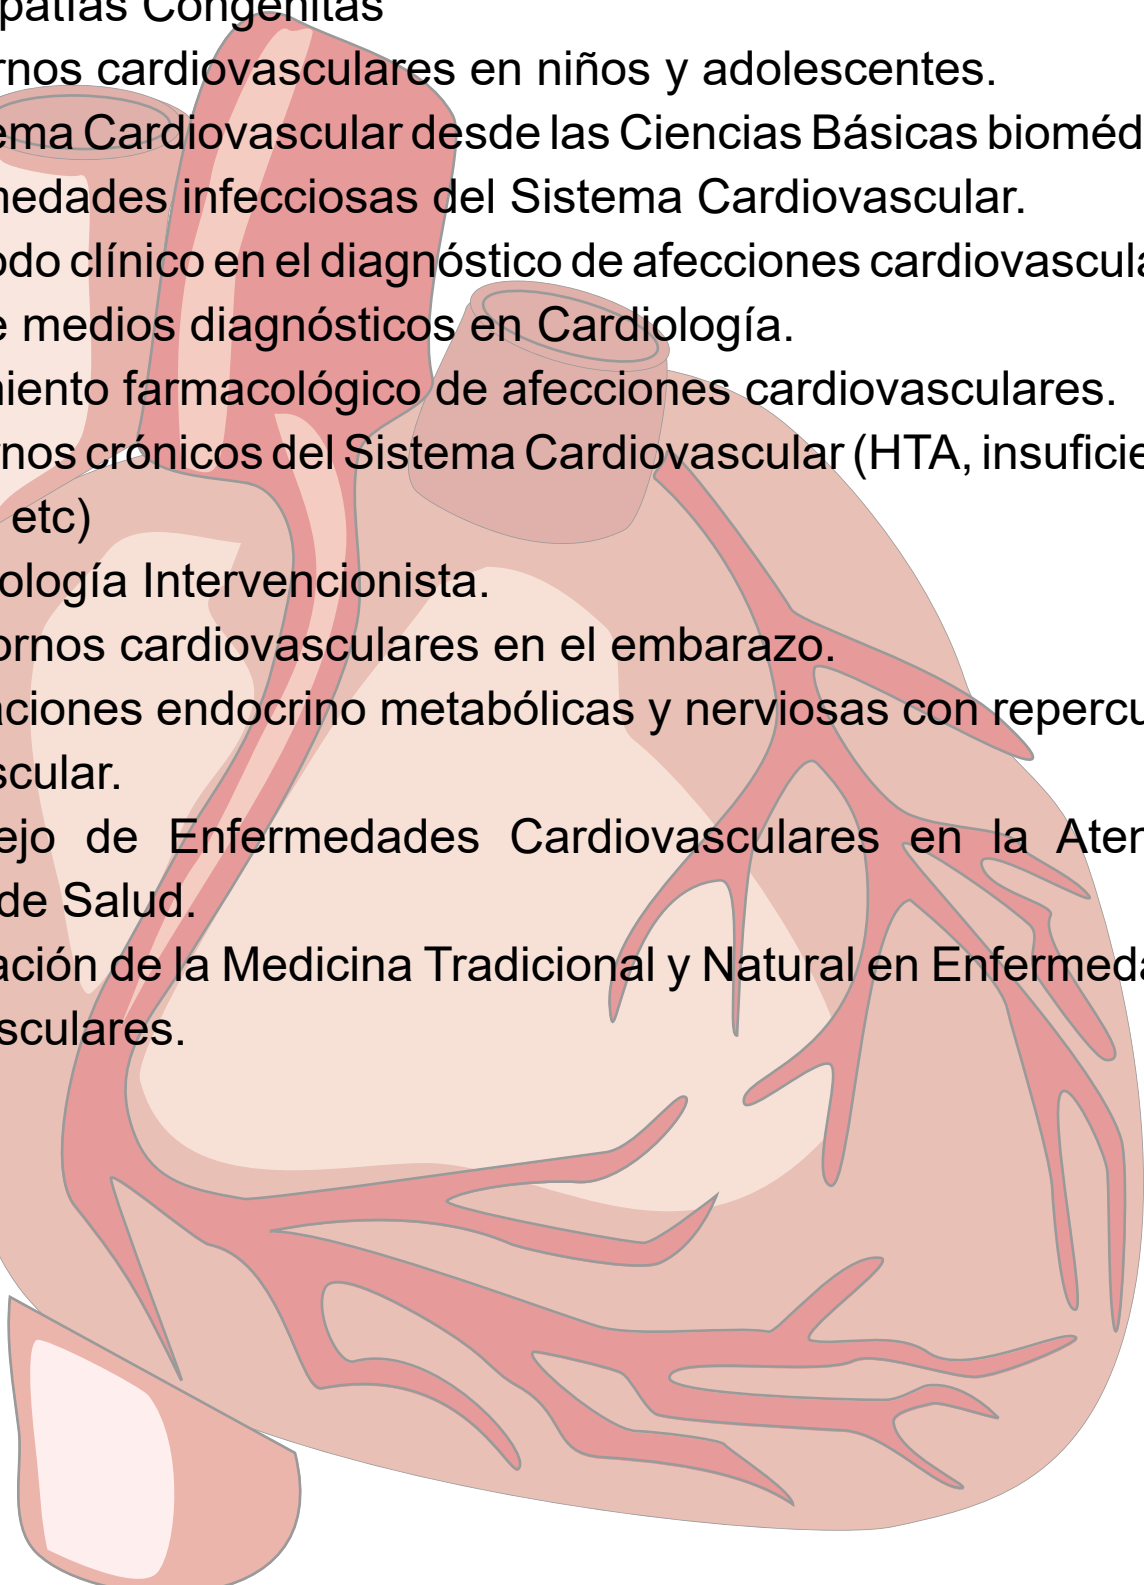 patías Congénitas
rnos cardiovasculares en niños y adolescentes.
ema Cardiovascular desde las Ciencias Básicas bioméd
nedades infecciosas del Sistema Cardiovascular.
odo clínico en el diagnóstico de afecciones cardiovascula
e medios diagnósticos en Cardiología.
niento farmacológico de afecciones cardiovasculares.
rnos crónicos del Sistema Cardiovascular (HTA, insuficie
etc)
ología Intervencionista.
ornos cardiovasculares en el embarazo.
aciones endocrino metabólicas y nerviosas con repercu
scular.
ejo de Enfermedades Cardiovasculares en la Aten
de Salud.
ación de la Medicina Tradicional y Natural en Enfermeda
sculares.